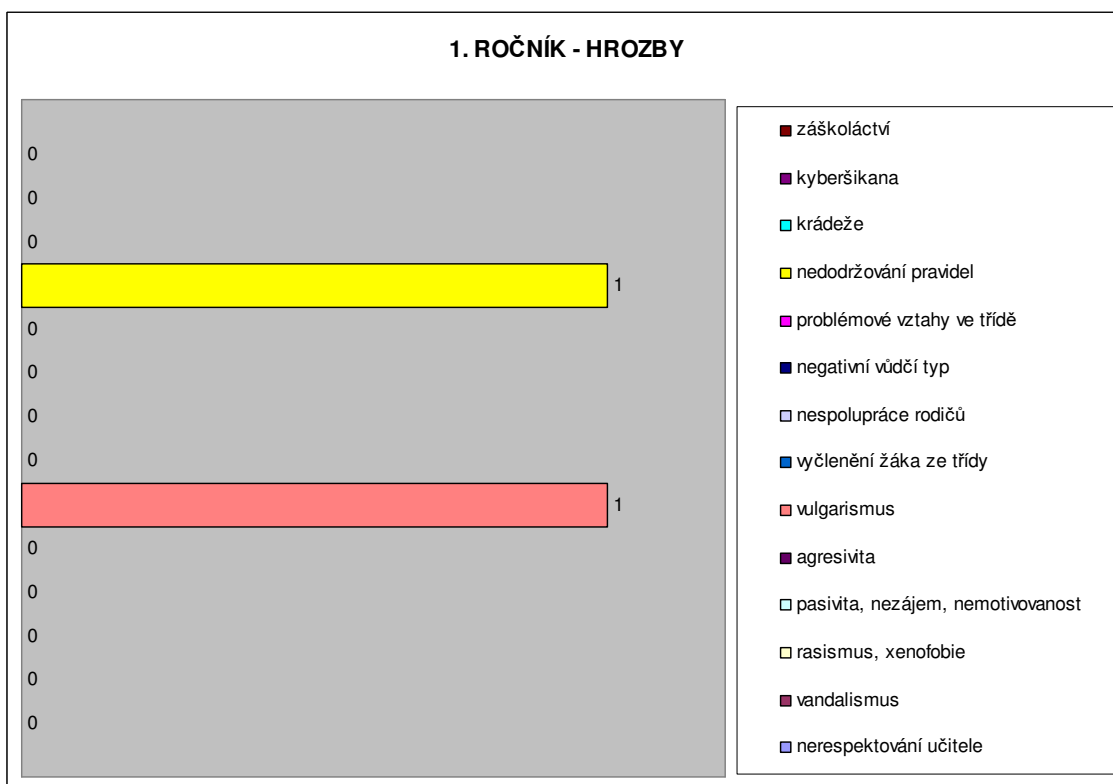 1. ROČNÍK - HROZBY
0
0
0
1
0
0
0
0
1
0
0
0
0
0
záškoláctví
kyberšikana
krádeže
nedodržování pravidel
problémové vztahy ve třídě
negativní vůdčí typ
nespolupráce rodičů
vyčlenění žáka ze třídy
vulgarismus
agresivita
pasivita, nezájem, nemotivovanost
rasismus, xenofobie
vandalismus
nerespektování učitele